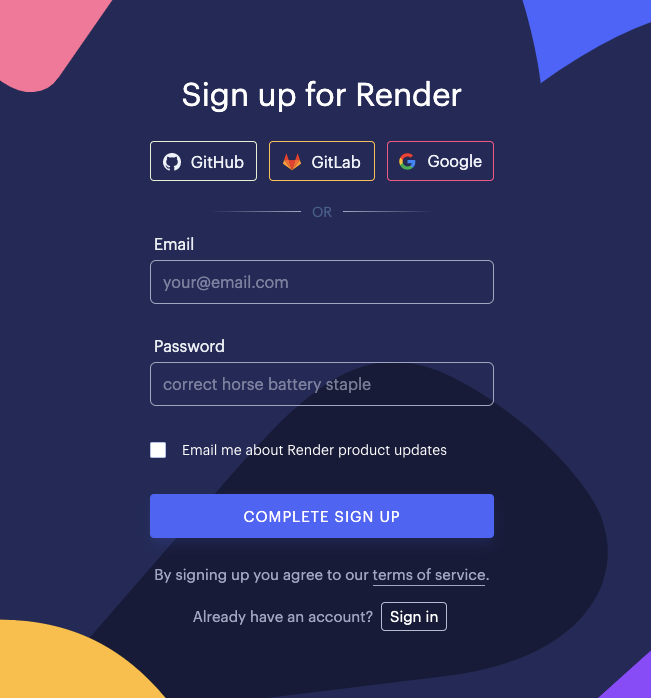 Sign up for Render
GitHub GitLab Google
OR
Email
your@email.com
Password
correct horse battery staple
Email me about Render product updates
COMPLETE SIGN UP
By signing up you agree to our terms of service.
Already have an account? Sign in